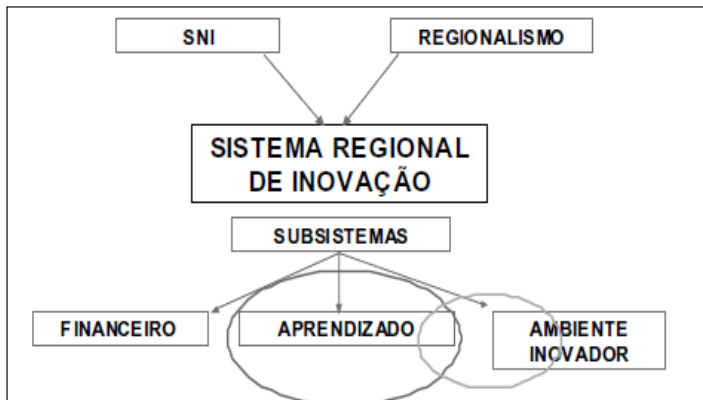 SNI
REGIONALISMO
SISTEMA REGIONAL
DE INOVAÇÃO
SUBSISTEMAS
FINANCEIRO
APRENDIZADO
AMBIENTE
INOVADOR